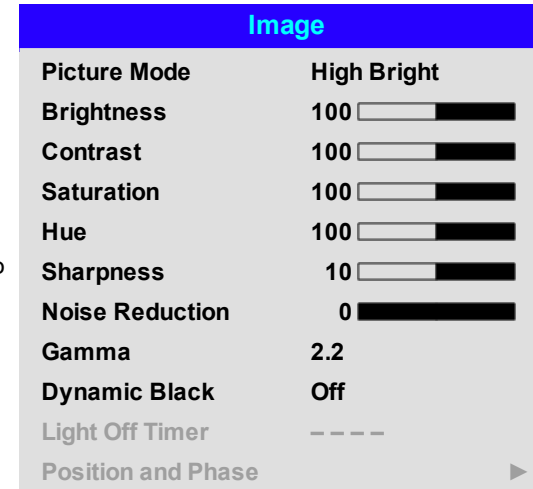 Image
Picture Mode High Bright
Brightness 100
Contrast 100
Saturation 100
Hue 100
Sharpness 10
Noise Reduction 0
Gamma 2.2
Dynamic Black Off
Light Off Timer – – – –
Position and Phase ▶